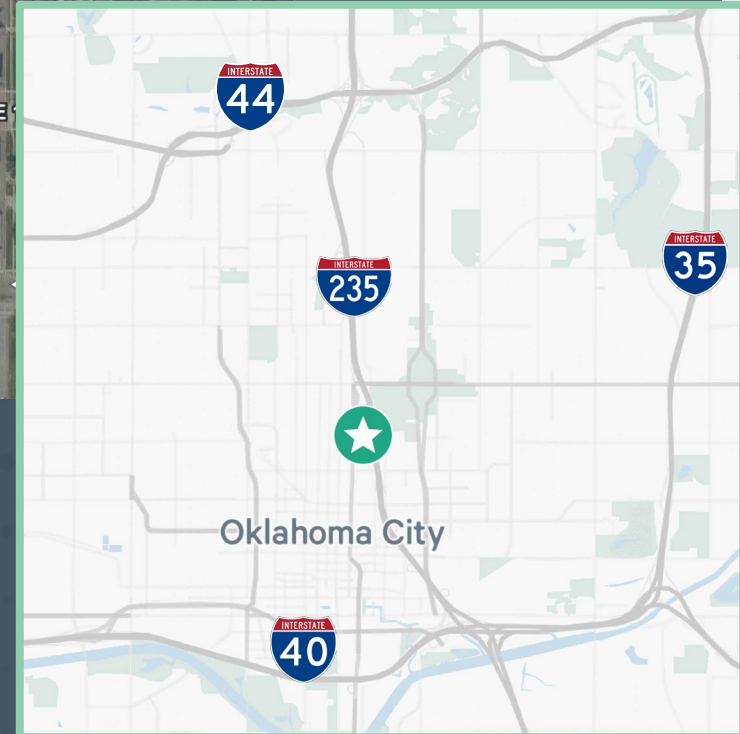 INTERSTATE
44
E
INTERSTATE
35
INTERSTATE
235
Oklahoma City
INTERSTATE
40